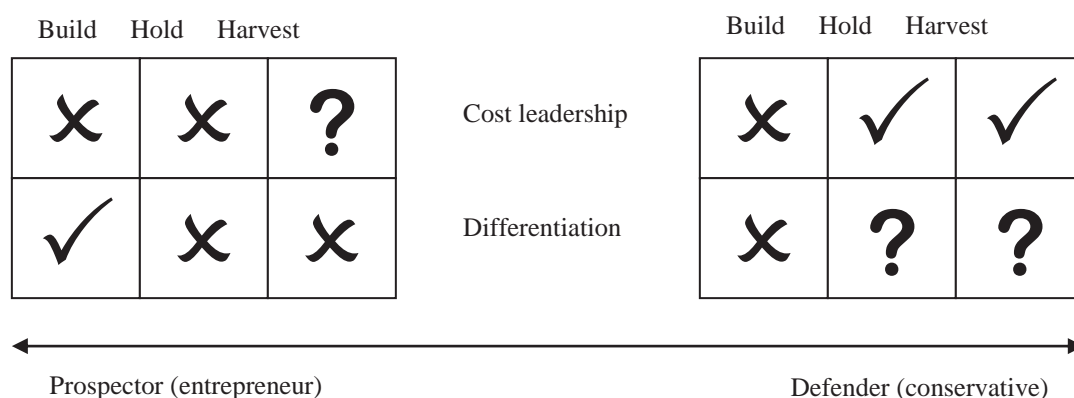 Build Hold Harvest
Build Hold Harvest
? Cost leadership
Differentiation ? ?
Prospector (entrepreneur)
Defender (conservative)